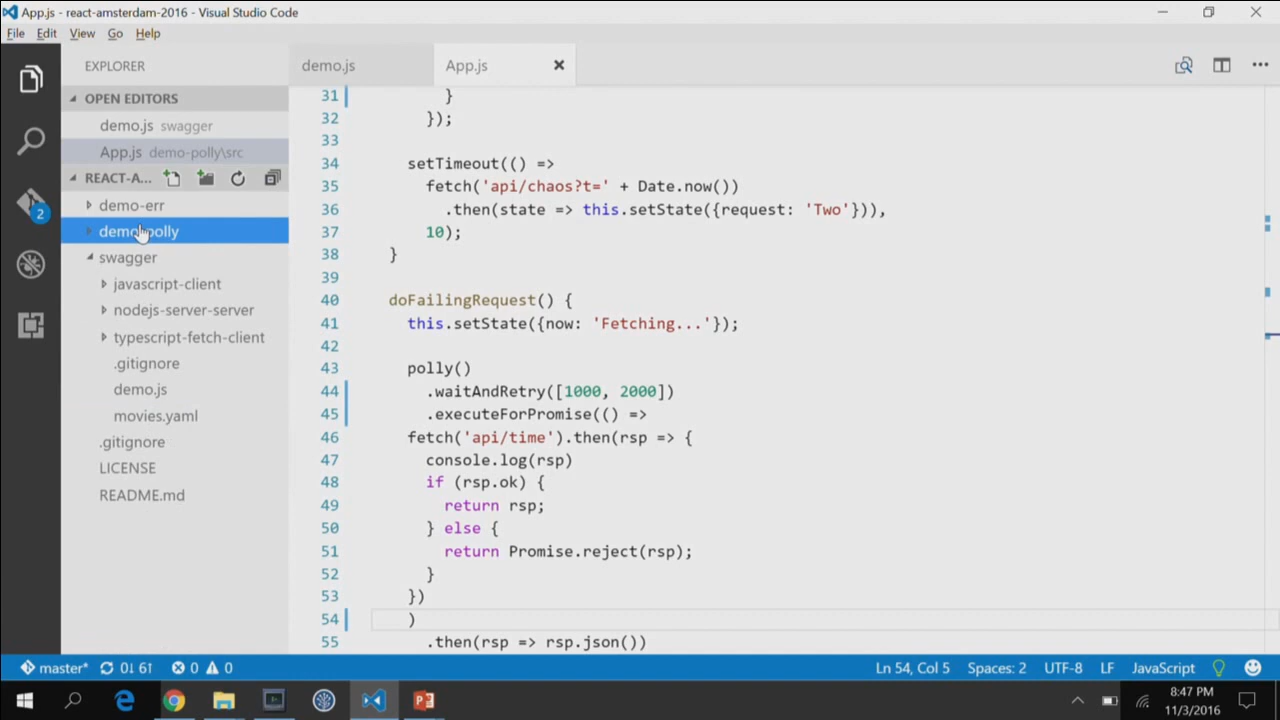 App.js - react-amsterdam-2016 - Visual Studio Code
File Edit View Go Help
EXPLORER
OPEN EDITORS
demo.js swagger
App.js demo-polly\src
REACT-A...
demo-err
demo-polly
swagger
javascript-client
nodejs-server-server
typescript-fetch-client
.gitignore
demo.js
movies.yaml
.gitignore
LICENSE
README.md
2
demo.js App.js
31 }
32 });
33
34 setTimeout(() =>
35 fetch('api/chaos?t=' + Date.now())
36 .then(state => this.setState({request: 'Two'})),
37 10);
38 }
39
40 doFailingRequest() {
41 this.setState({now: 'Fetching...'});
42
43 polly()
44 .waitAndRetry([1000, 2000])
45 .executeForPromise(() =>
46 fetch('api/time').then(rsp => {
47 console.log(rsp)
48 if (rsp.ok) {
49 return rsp;
50 } else {
51 return Promise.reject(rsp);
52 }
53 })
54 )
55 .then(rsp => rsp.json())
master* 0↓ 6↑ 0 0 Ln 54, Col 5 Spaces: 2 UTF-8 LF JavaScript
8:47 PM
11/3/2016